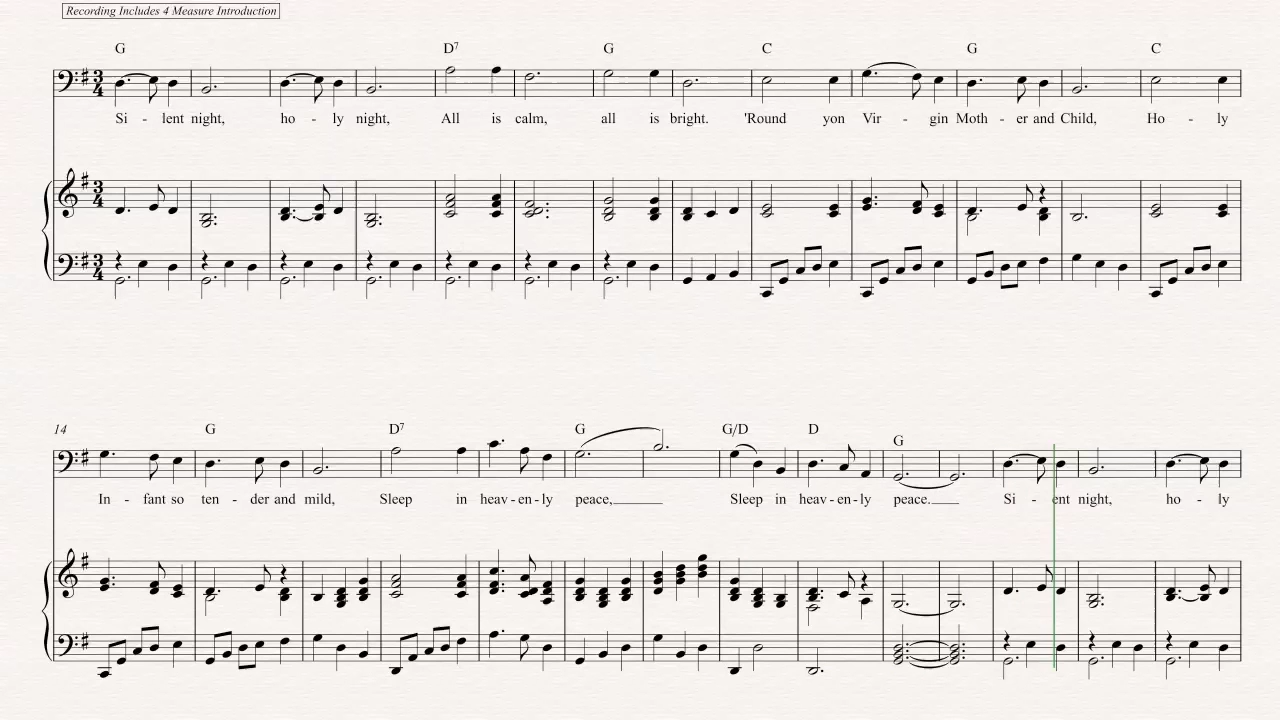 Recording Includes 4 Measure Introduction
G D7 G C G C
Si - lent night, ho - ly night, All is calm, all is bright. 'Round yon Vir - gin Moth - er and Child, Ho - ly
14 G D7 G G/D D G
In - fant so ten - der and mild, Sleep in heav - en - ly peace, Sleep in heav - en - ly peace. Si - ent night, ho - ly